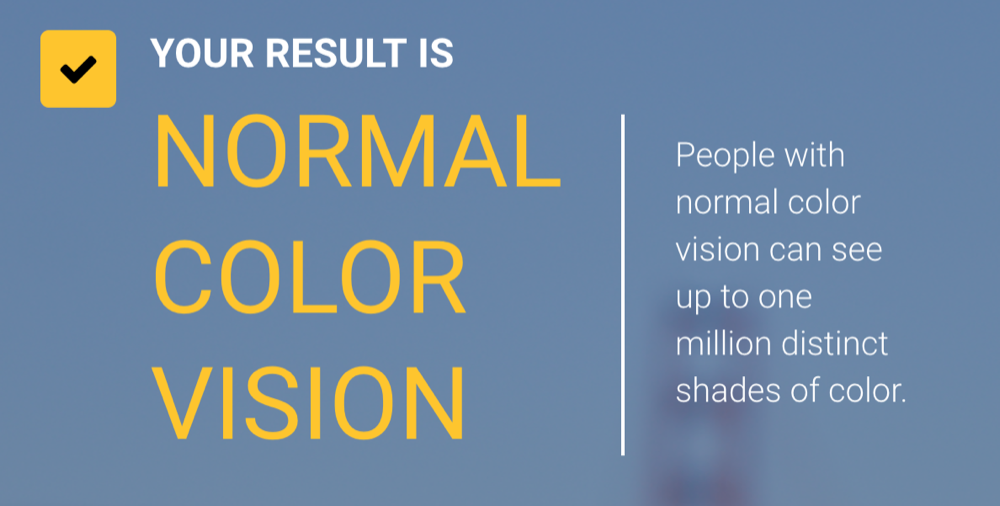 YOUR RESULT IS
NORMAL
COLOR
VISION
People with
normal color
vision can see
up to one
million distinct
shades of color.